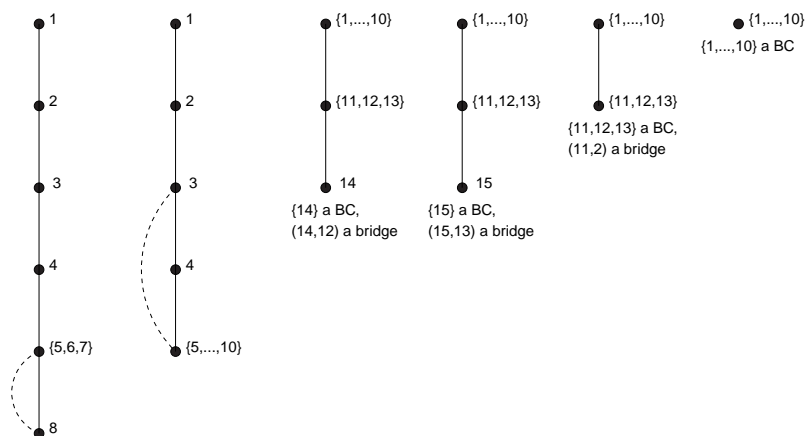 1
2
3
4
{5,6,7}
8
1
2
3
4
{5,...,10}
{1,...,10}
{11,12,13}
14
{14} a BC,
(14,12) a bridge
{1,...,10}
{11,12,13}
15
{15} a BC,
(15,13) a bridge
{1,...,10}
{11,12,13}
{11,12,13} a BC,
(11,2) a bridge
{1,...,10}
{1,...,10} a BC